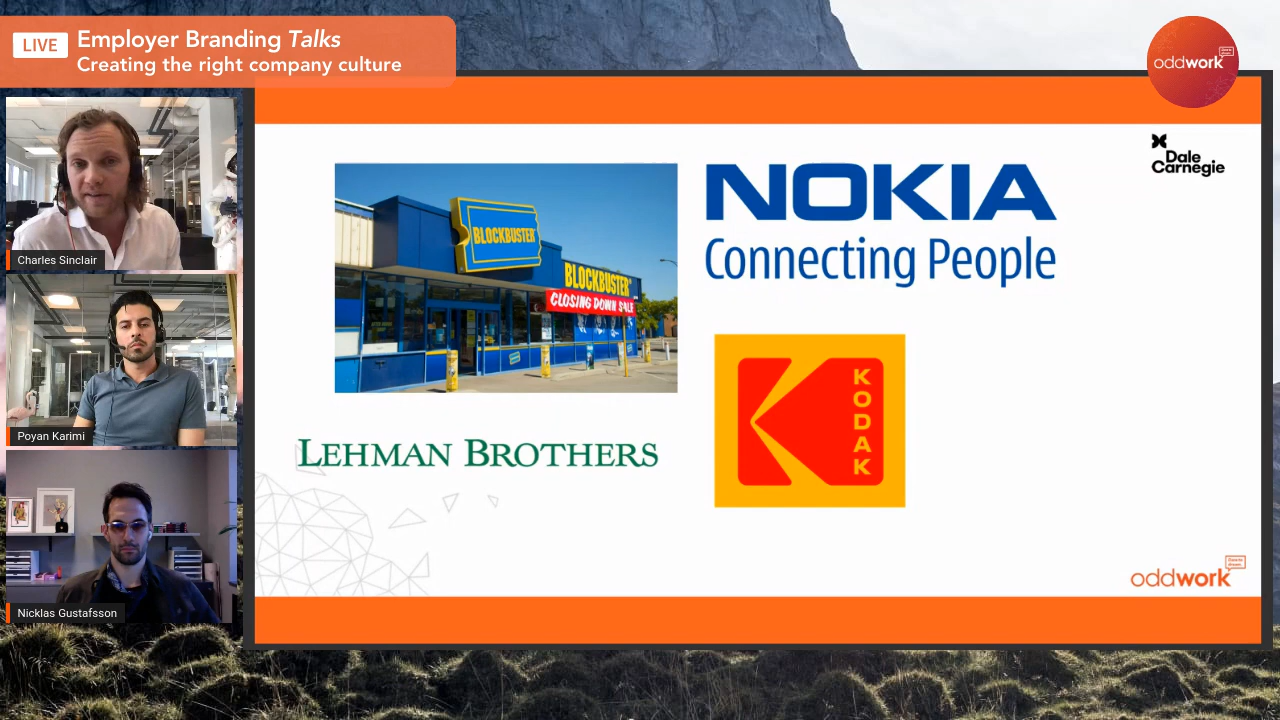 LIVE
Employer Branding Talks
Creating the right company culture
oddwork
Charles Sinclair
Poyan Karimi
Nicklas Gustafsson
Dale
Carnegie
BLOCKBUSTER
BLOCKBUSTER
CLOSING DOWN SALE
NOKIA
Connecting People
LEHMAN BROTHERS
KODAK
oddwork